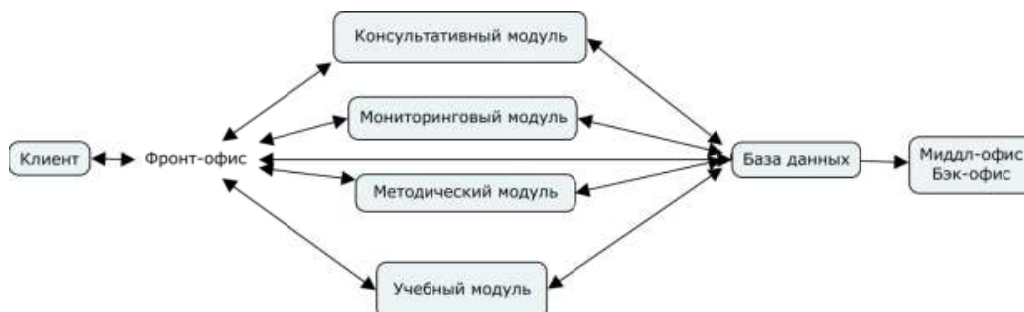 Консультативный модуль
Мониторинговый модуль
Клиент
Фронт-офис
База данных
Миддл-офис
Бэк-офис
Методический модуль
Учебный модуль